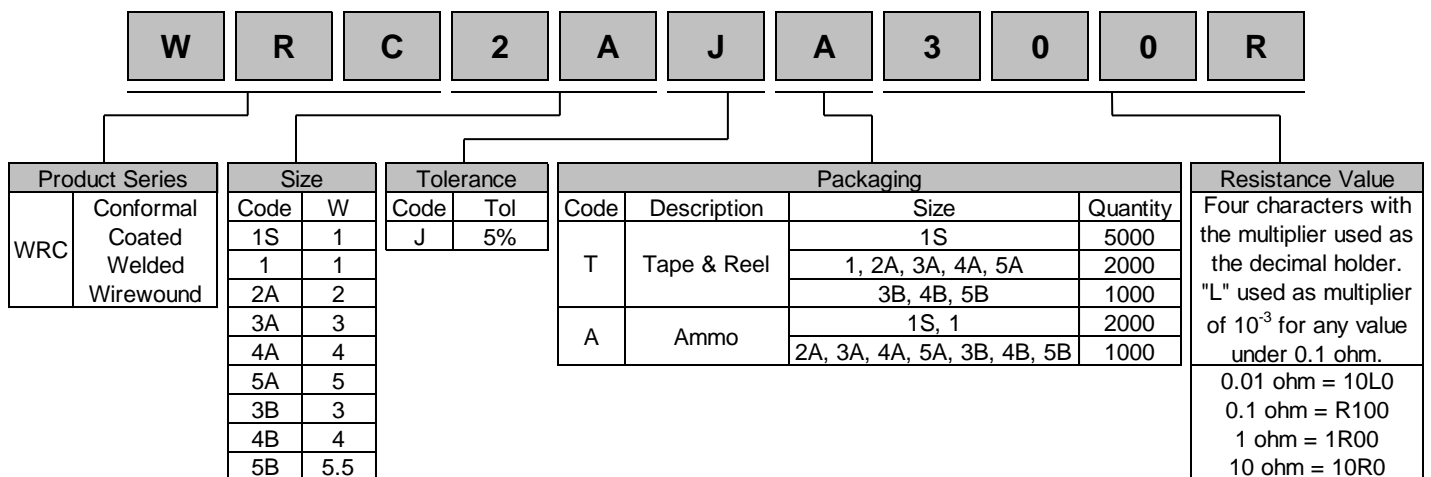 W R C 2 A J A 3 0 0 R
Product Series
WRC
Conformal
Coated
Welded
Wirewound
Size
Code W
1S 1
1 1
2A 2
3A 3
4A 4
5A 5
3B 3
4B 4
5B 5.5
Tolerance
Code Tol
J 5%
Packaging
Code Description Size Quantity
T Tape & Reel
1S 5000
1, 2A, 3A, 4A, 5A 2000
3B, 4B, 5B 1000
A Ammo
1S, 1 2000
2A, 3A, 4A, 5A, 3B, 4B, 5B 1000
Resistance Value
Four characters with
the multiplier used as
the decimal holder.
"L" used as multiplier
of 10⁻³ for any value
under 0.1 ohm.
0.01 ohm = 10L0
0.1 ohm = R100
1 ohm = 1R00
10 ohm = 10R0